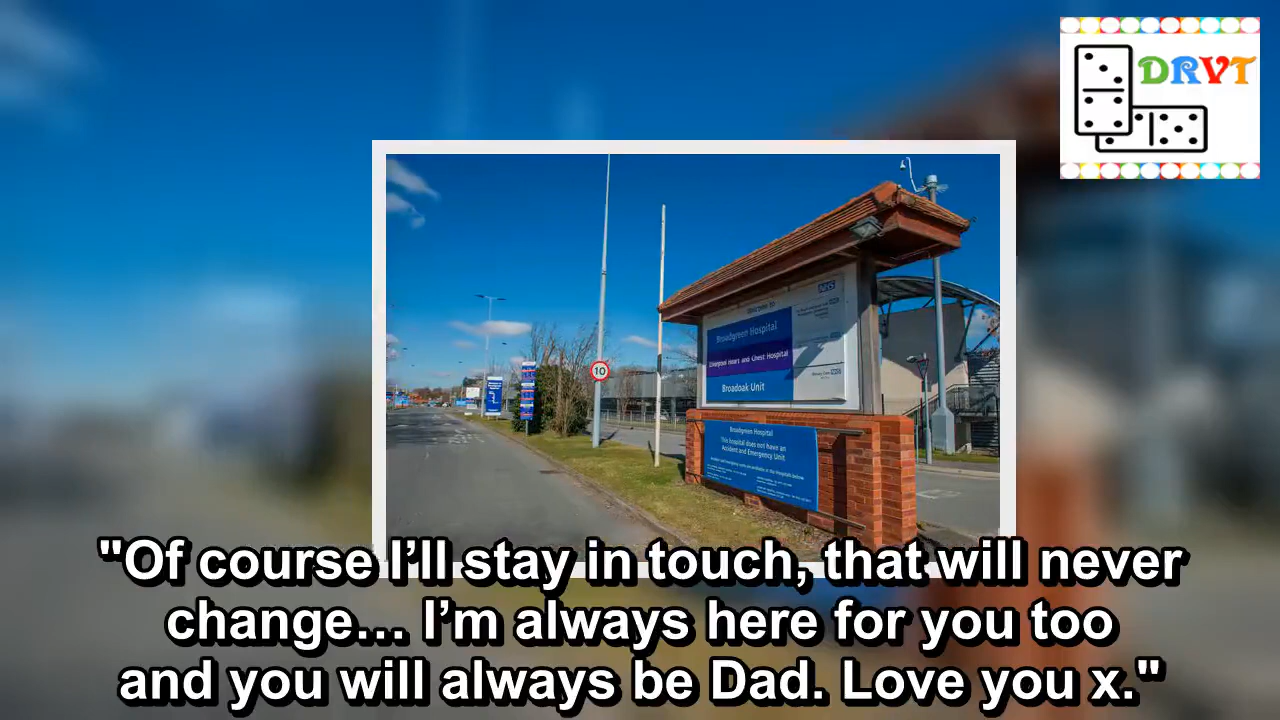 DRVT
NHS
Welcome to
Broadgreen Hospital
Liverpool Heart and Chest Hospital
Broadoak Unit
10
Broadgreen Hospital
This hospital does not have an
Accident and Emergency Unit
"Of course I’ll stay in touch, that will never
change… I’m always here for you too
and you will always be Dad. Love you x."